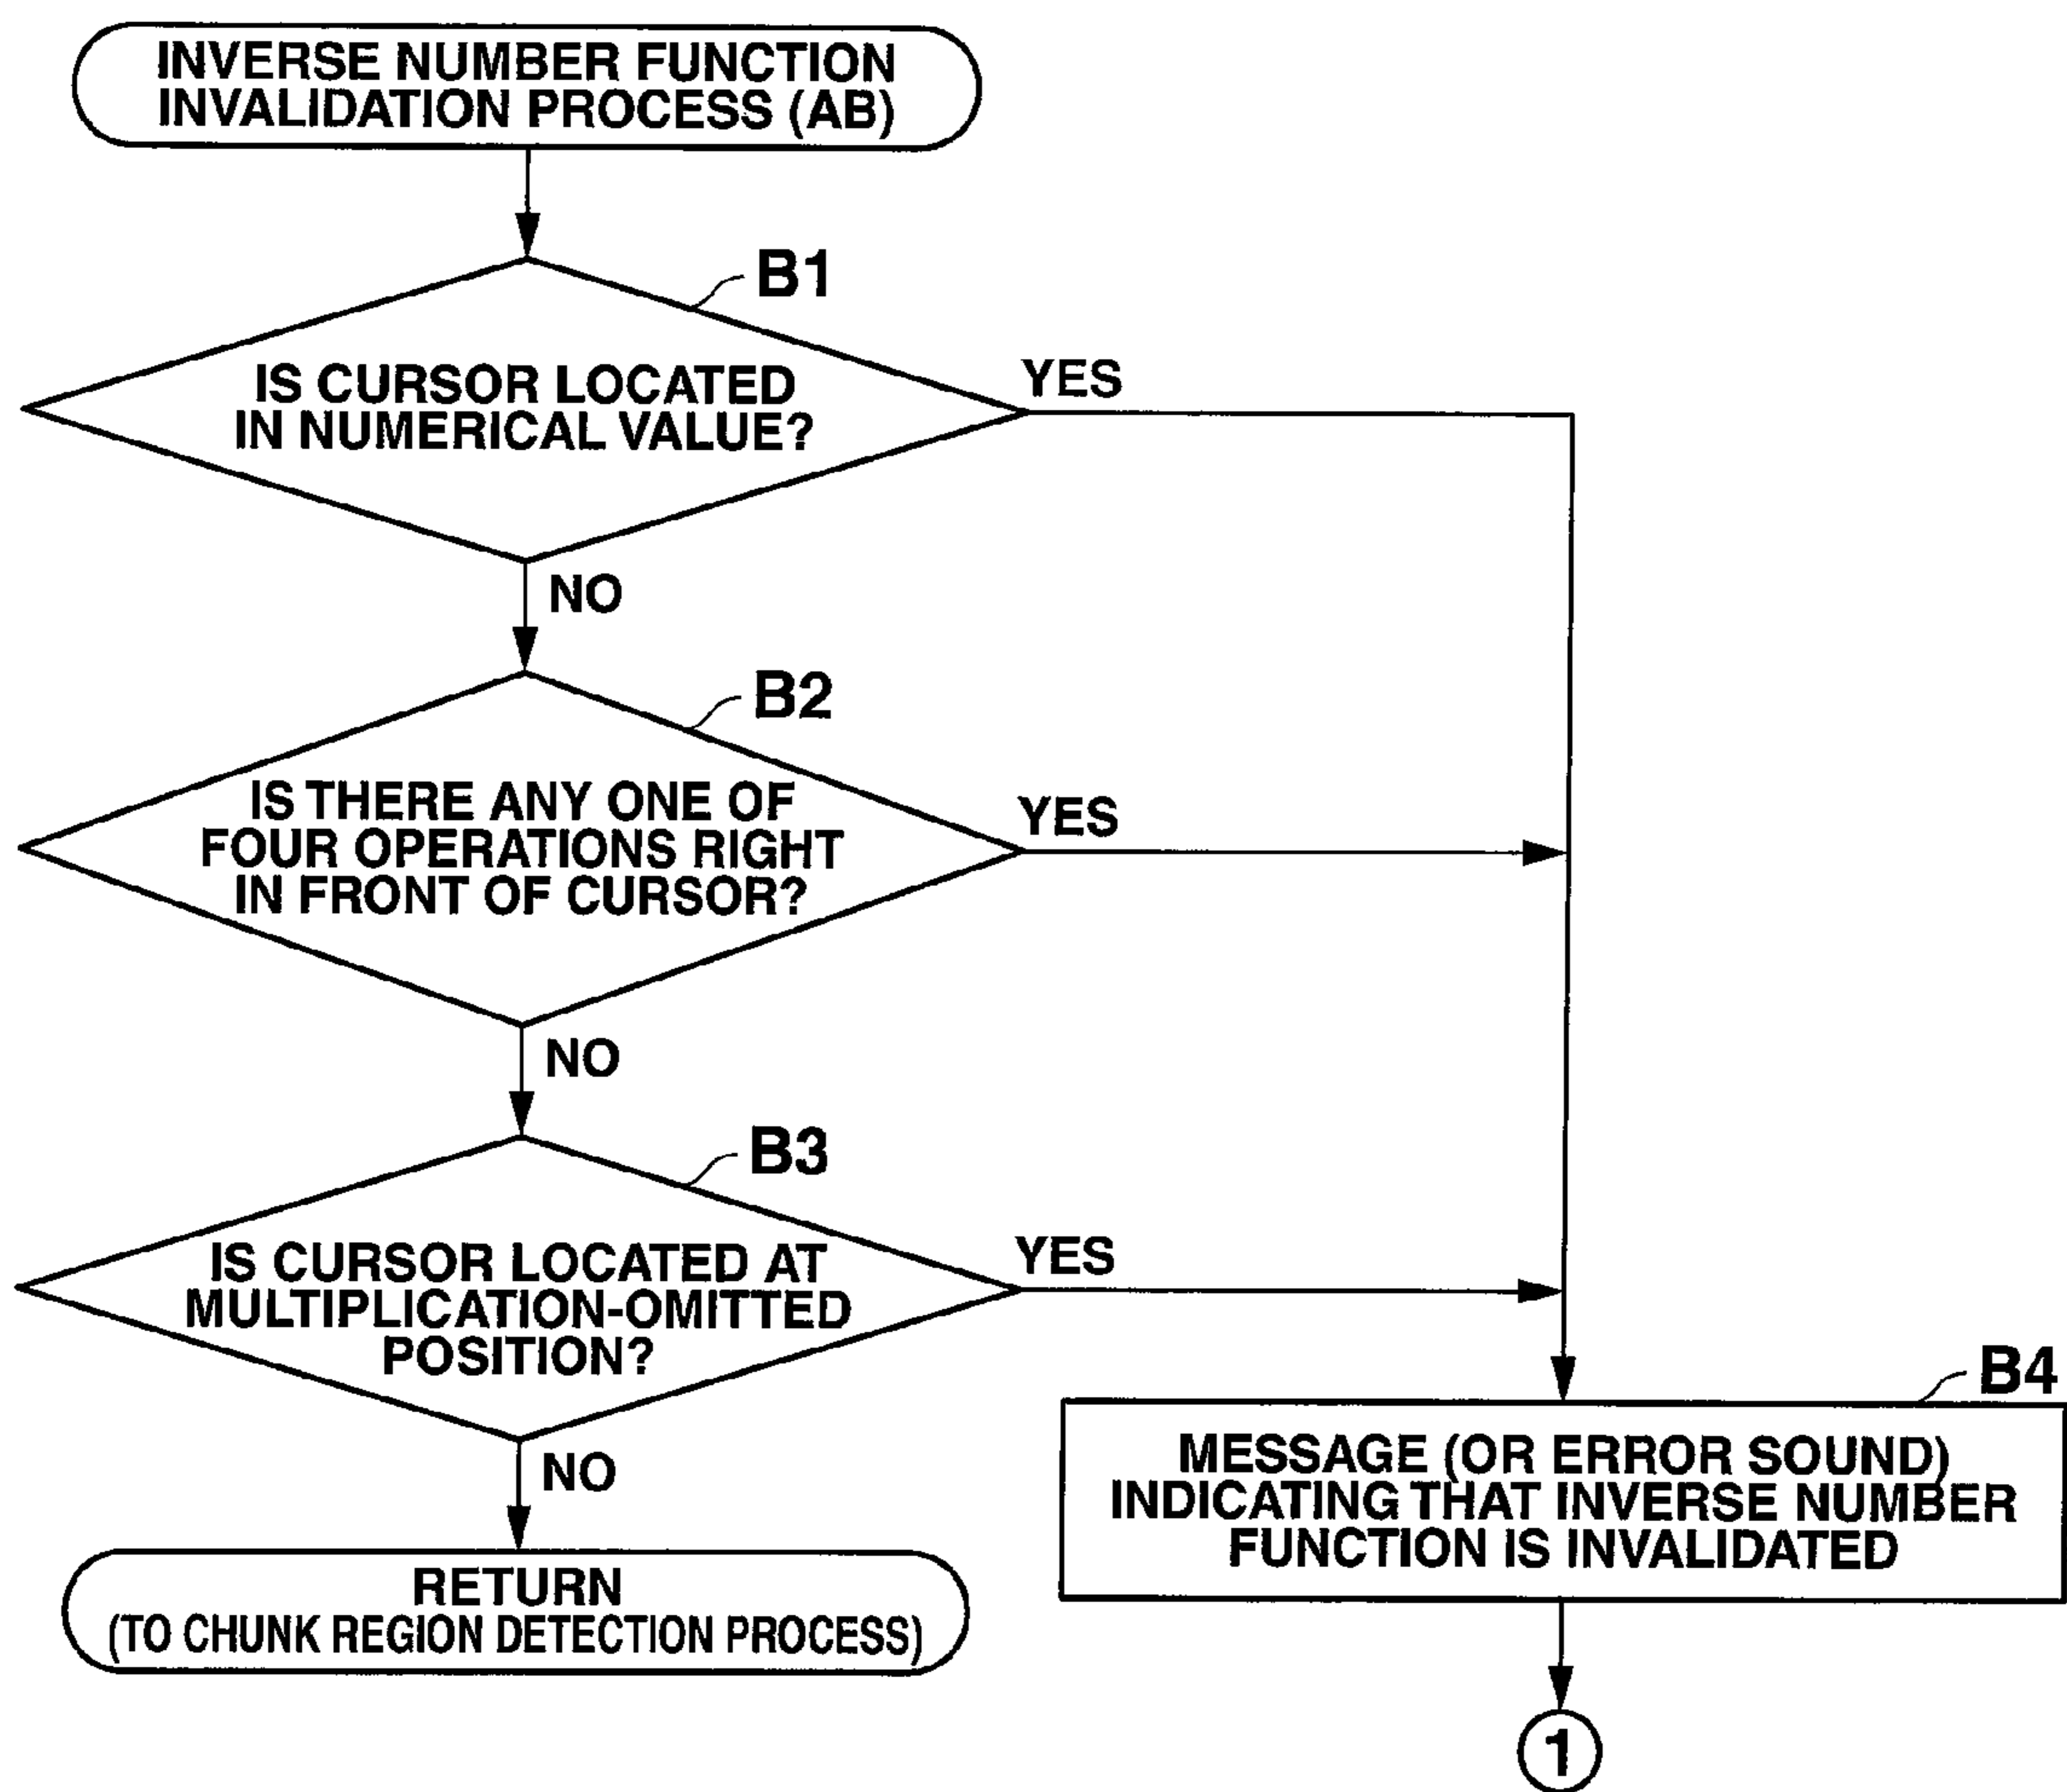 INVERSE NUMBER FUNCTION
INVALIDATION PROCESS (AB)
B1
IS CURSOR LOCATED
IN NUMERICAL VALUE?
YES
NO
B2
IS THERE ANY ONE OF
FOUR OPERATIONS RIGHT
IN FRONT OF CURSOR?
YES
NO
B3
IS CURSOR LOCATED AT
MULTIPLICATION-OMITTED
POSITION?
YES
NO
B4
MESSAGE (OR ERROR SOUND)
INDICATING THAT INVERSE NUMBER
FUNCTION IS INVALIDATED
RETURN
(TO CHUNK REGION DETECTION PROCESS)
1